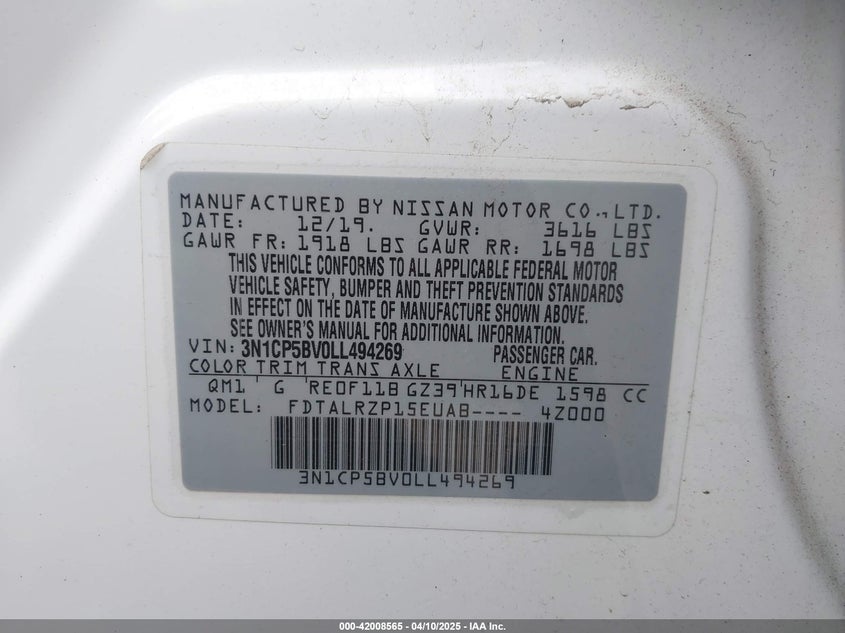 MANUFACTURED BY NISSAN MOTOR CO.,LTD.
DATE: 12/19. GVWR: 3616 LBS
GAWR FR: 1918 LBS GAWR RR: 1698 LBS
THIS VEHICLE CONFORMS TO ALL APPLICABLE FEDERAL MOTOR
VEHICLE SAFETY, BUMPER AND THEFT PREVENTION STANDARDS
IN EFFECT ON THE DATE OF MANUFACTURE SHOWN ABOVE.
SEE OWNER'S MANUAL FOR ADDITIONAL INFORMATION.
VIN: 3N1CP5BV0LL494269 PASSENGER CAR.
COLOR TRIM TRANS AXLE ENGINE
QM1 G RE0F11B GZ39 HR16DE 1598 CC
MODEL: FDTALRZP15EUAB---- 4Z000
3N1CP5BV0LL494269
000-42008565 — 04/10/2025 — IAA Inc.